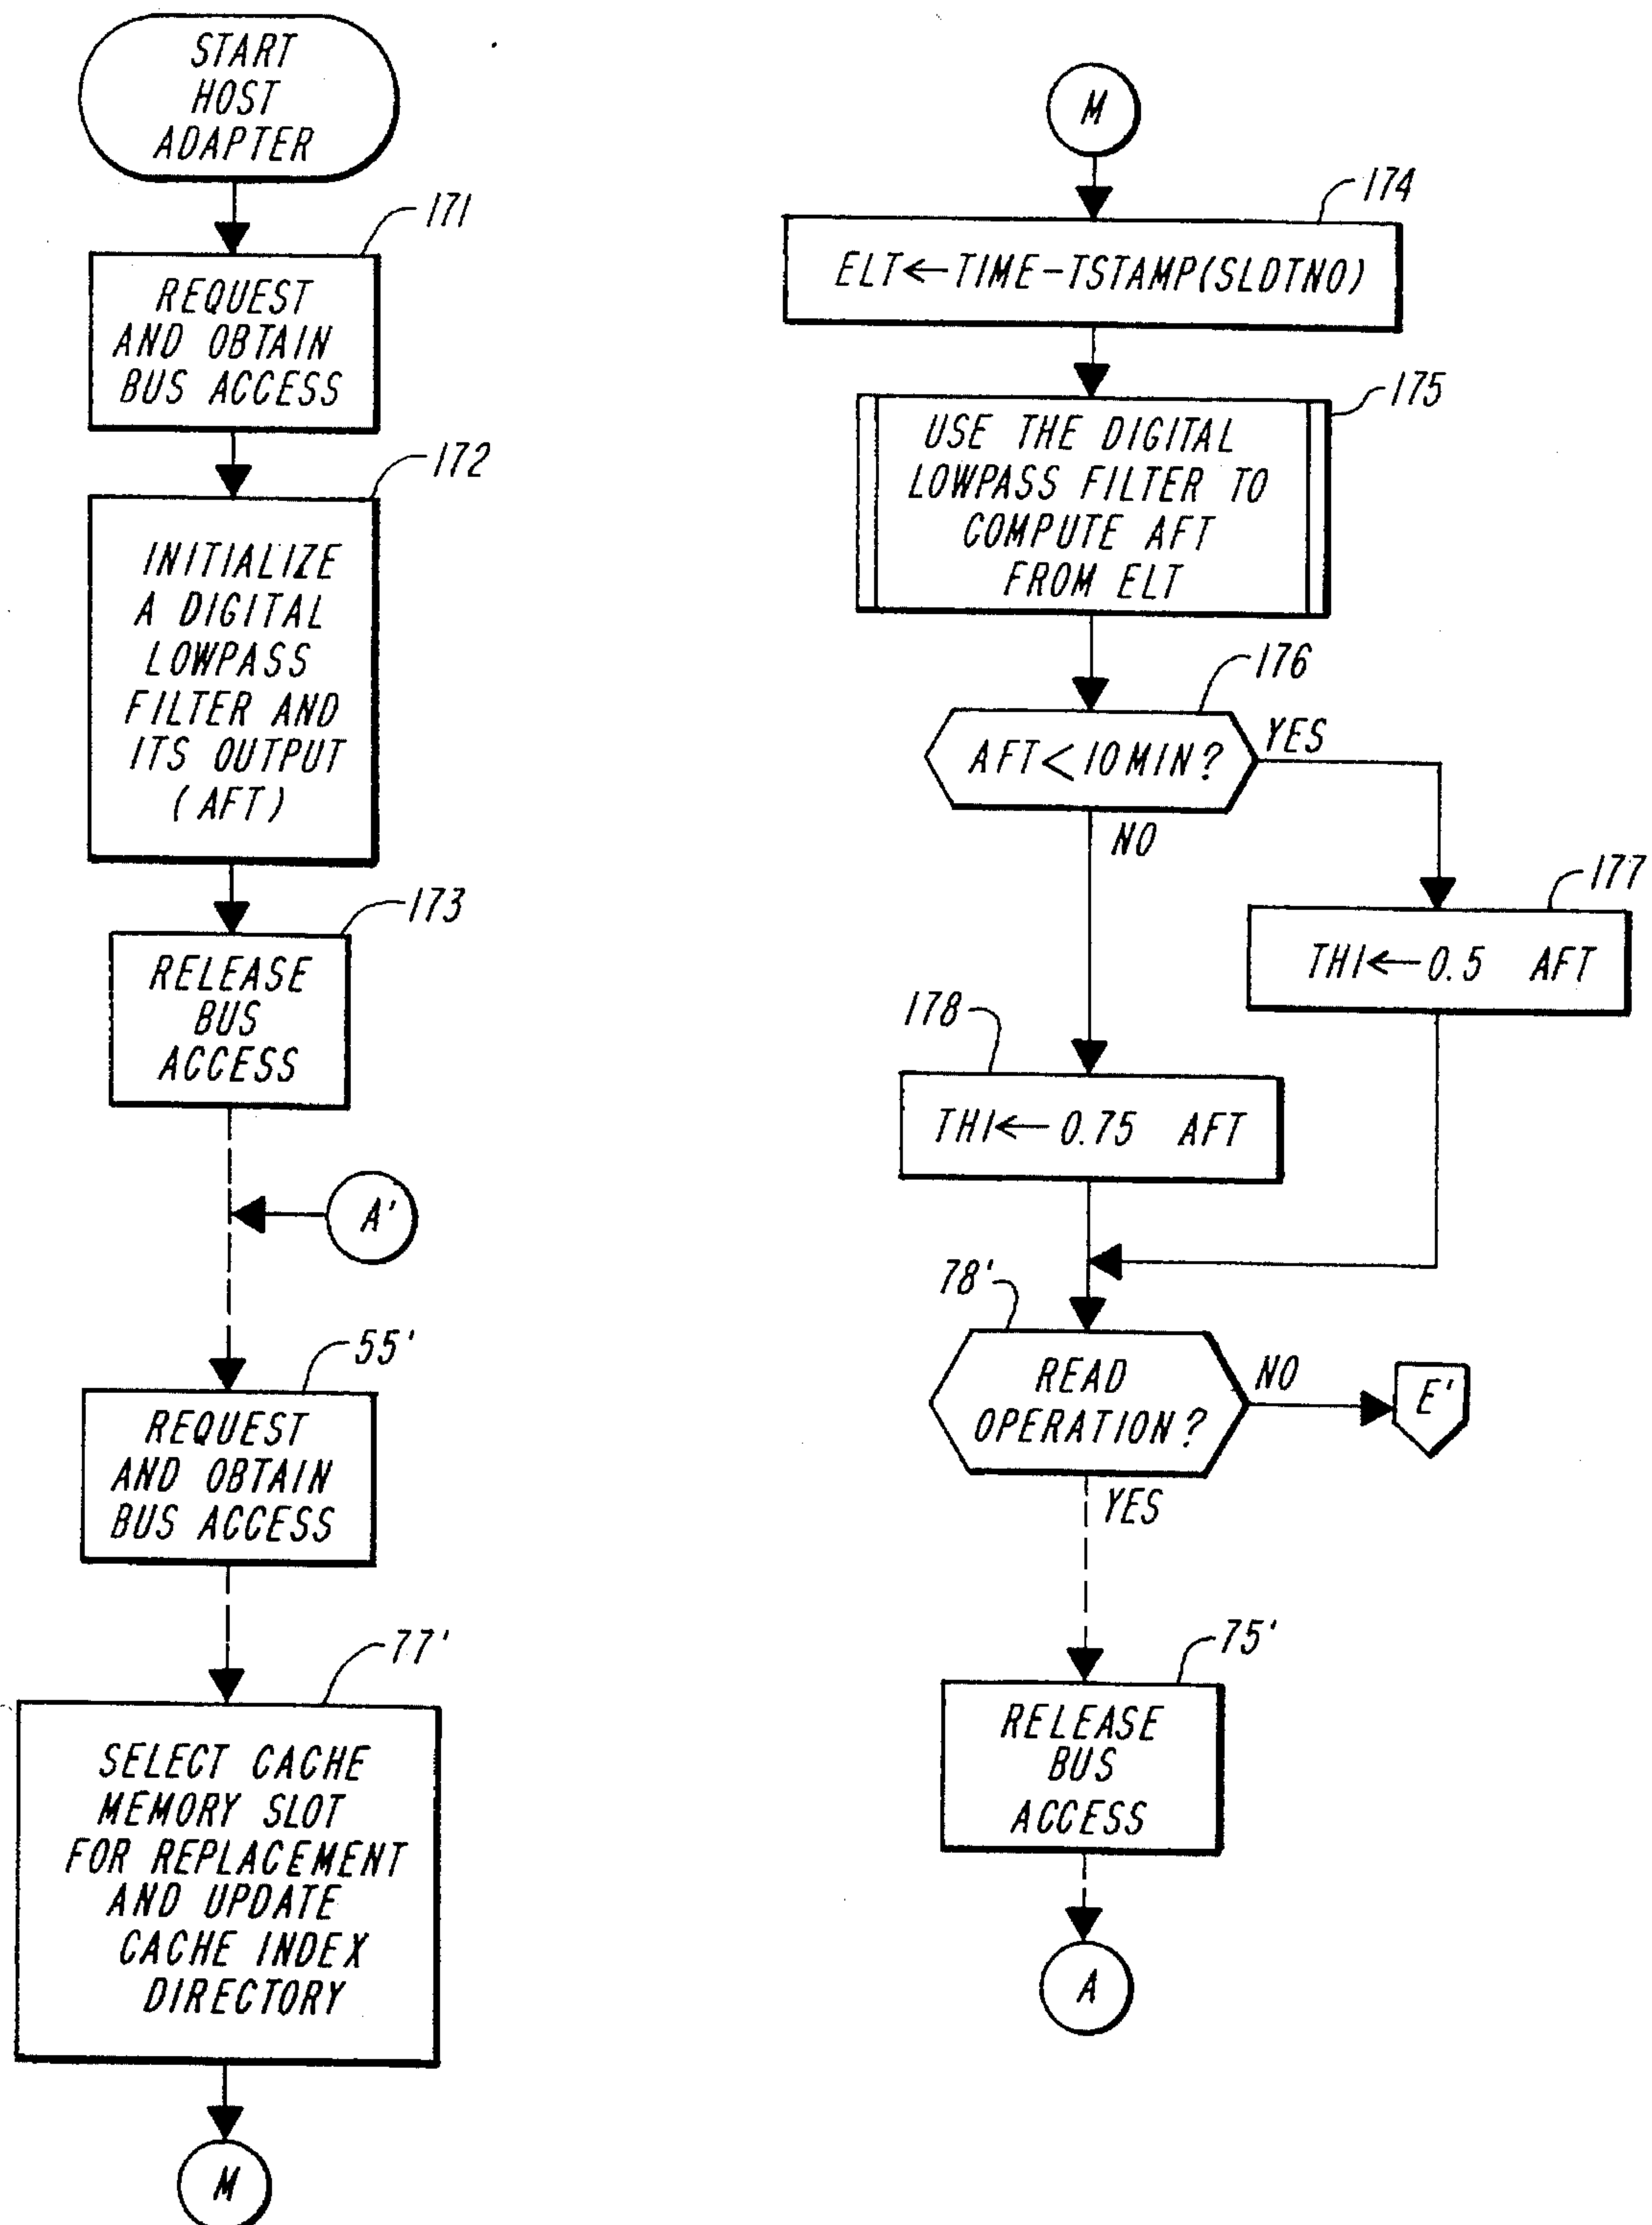 START
HOST
ADAPTER
171
REQUEST
AND OBTAIN
BUS ACCESS
172
INITIALIZE
A DIGITAL
LOWPASS
FILTER AND
ITS OUTPUT
(AFT)
173
RELEASE
BUS
ACCESS
A'
55'
REQUEST
AND OBTAIN
BUS ACCESS
77'
SELECT CACHE
MEMORY SLOT
FOR REPLACEMENT
AND UPDATE
CACHE INDEX
DIRECTORY
M
M
174
ELT←TIME-TSTAMP(SLDTNO)
175
USE THE DIGITAL
LOWPASS FILTER TO
COMPUTE AFT
FROM ELT
176
AFT<10MIN?
YES
NO
177
THI←0.5 AFT
178
THI←0.75 AFT
78'
READ
OPERATION?
NO
E'
YES
75'
RELEASE
BUS
ACCESS
A